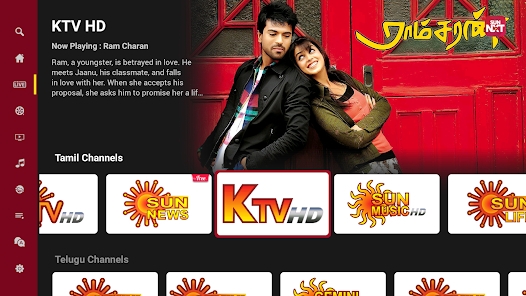 KTV HD
Now Playing : Ram Charan
Ram, a youngster, is betrayed in love. He
meets Jaanu, his classmate, and falls
in love with her. When she accepts his
proposal, she asks him to promise her a lif...
ராம்சரண்
SUN
NXT
LIVE
Tamil Channels
TV HD
SUN
NEWS
live
KTV HD
SUN
MUSIC HD
SUN
LIFE
Telugu Channels
SUN
GEMINI